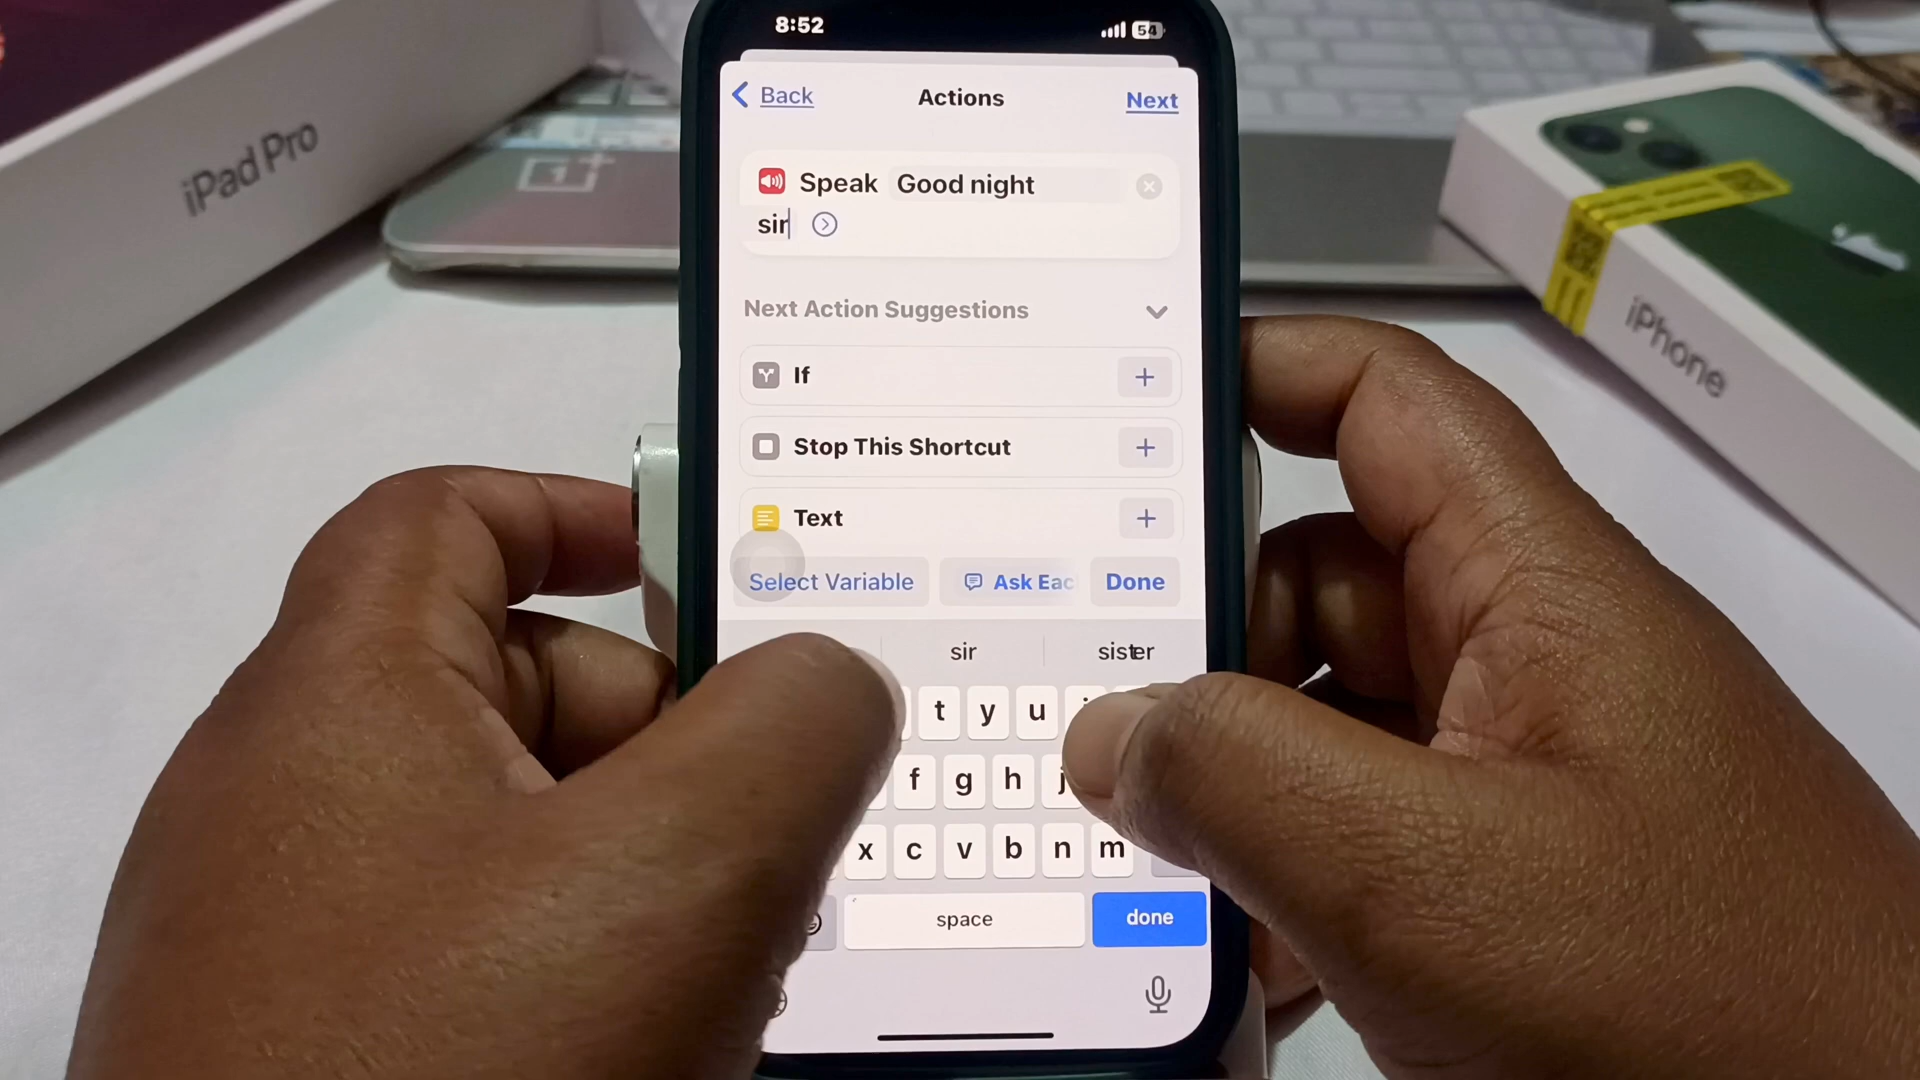 8:52
54
Back
Actions
Next
Speak Good night
sir
Next Action Suggestions
If
Stop This Shortcut
Text
Select Variable
Ask Eac
Done
sir
sister
t y u
f g h j
x c v b n m
space
done
iPad Pro
iPhone